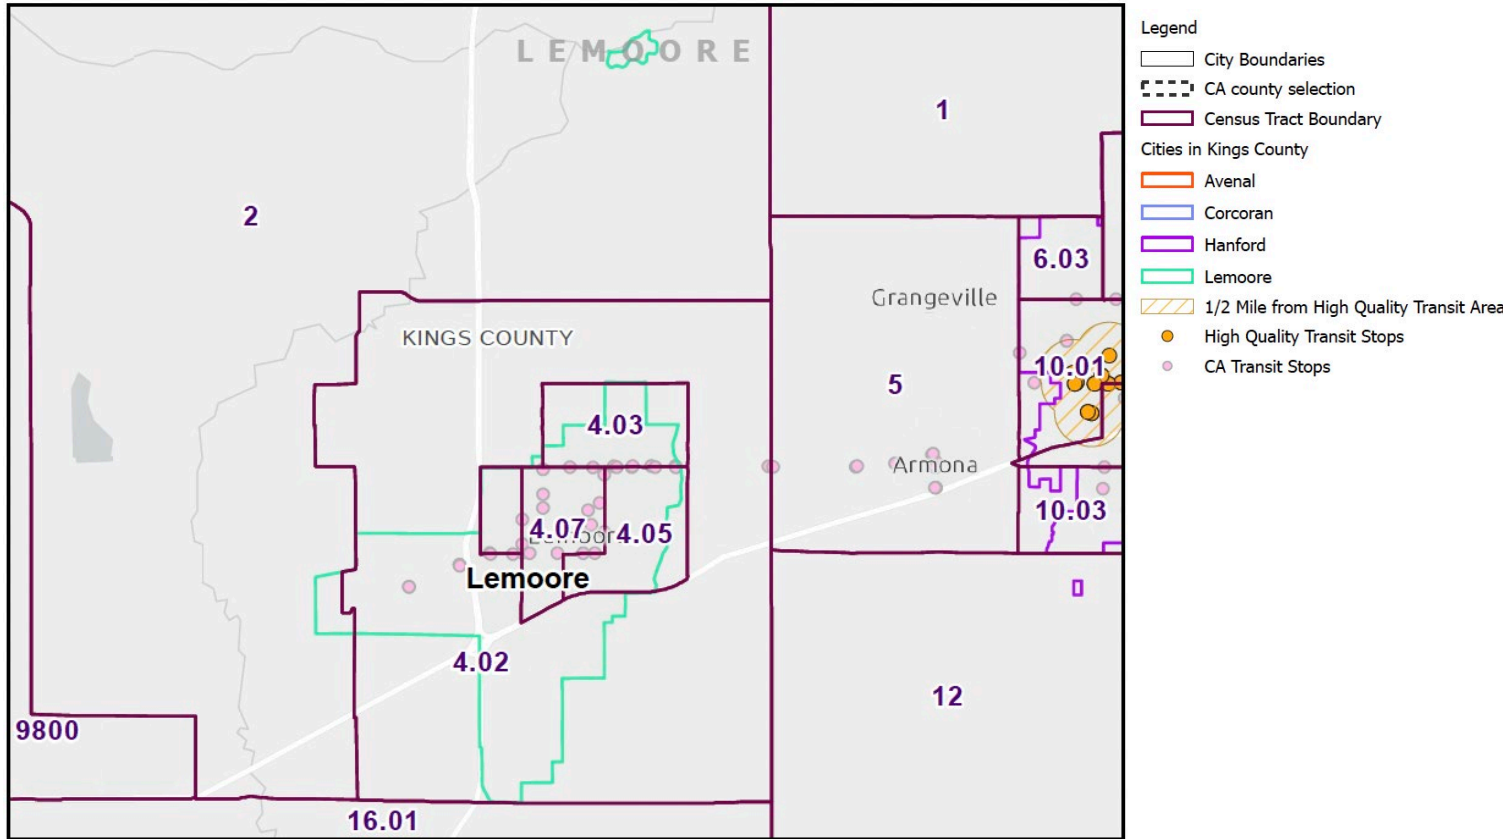 LEMOORE
1
2
6.03
Grangeville
KINGS COUNTY
10.01
5
4.03
Armona
10.03
4.07
4.05
Lemoor
Lemoore
4.02
12
9800
16.01
Legend
City Boundaries
CA county selection
Census Tract Boundary
Cities in Kings County
Avenal
Corcoran
Hanford
Lemoore
1/2 Mile from High Quality Transit Area
High Quality Transit Stops
CA Transit Stops